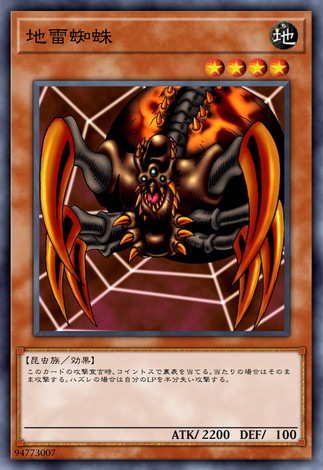 地雷蜘蛛
地
【昆虫族／効果】
このカードの攻撃宣言時、コイントスで裏表を当てる。当たりの場合はそのま
ま攻撃する。ハズレの場合は自分のLPを半分失い攻撃する。
ATK/ 2200 DEF/ 100
94773007